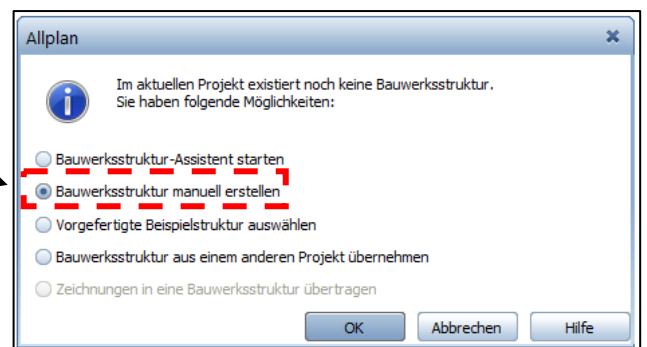 Allplan
Im aktuellen Projekt existiert noch keine Bauwerksstruktur.
Sie haben folgende Möglichkeiten:
Bauwerksstruktur-Assistent starten
Bauwerksstruktur manuell erstellen
Vorgefertigte Beispielstruktur auswählen
Bauwerksstruktur aus einem anderen Projekt übernehmen
Zeichnungen in eine Bauwerksstruktur übertragen
OK Abbrechen Hilfe